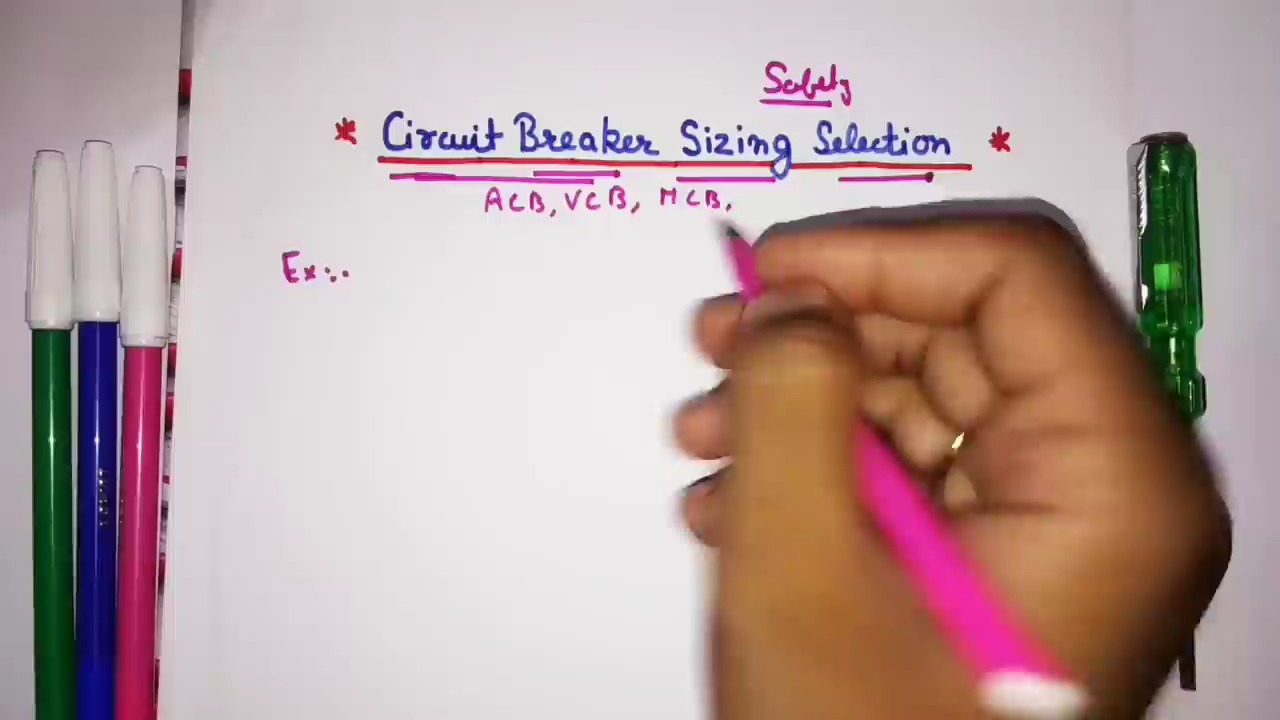 Safety
* Circuit Breaker Sizing Selection *
ACB, VCB, MCB,
Ex:-